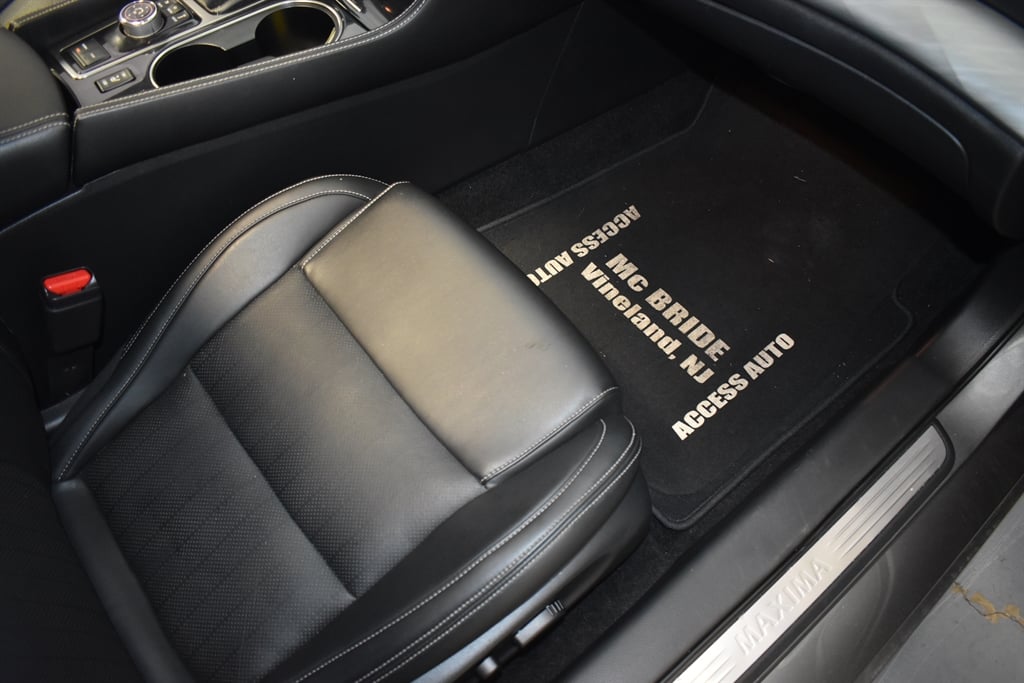 ACCESS AUTO
Mc BRIDE
Vineland, NJ
ACCESS AUTO
MAXIMA